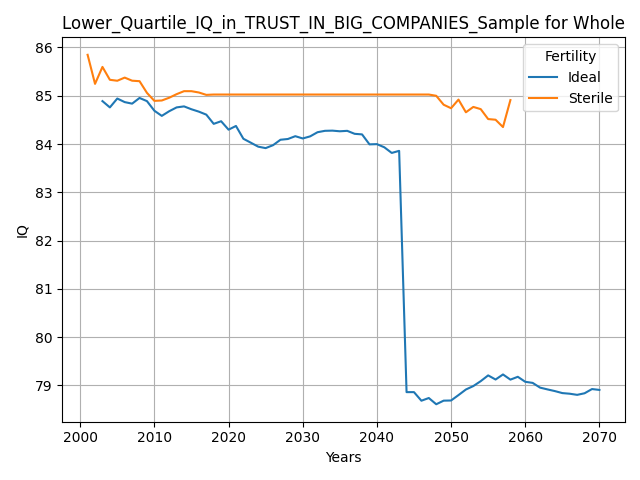 Lower_Quartile_IQ_in_TRUST_IN_BIG_COMPANIES_Sample for Whole
Fertility
Ideal
Sterile
IQ
86
85
84
83
82
81
80
79
2000 2010 2020 2030 2040 2050 2060 2070
Years